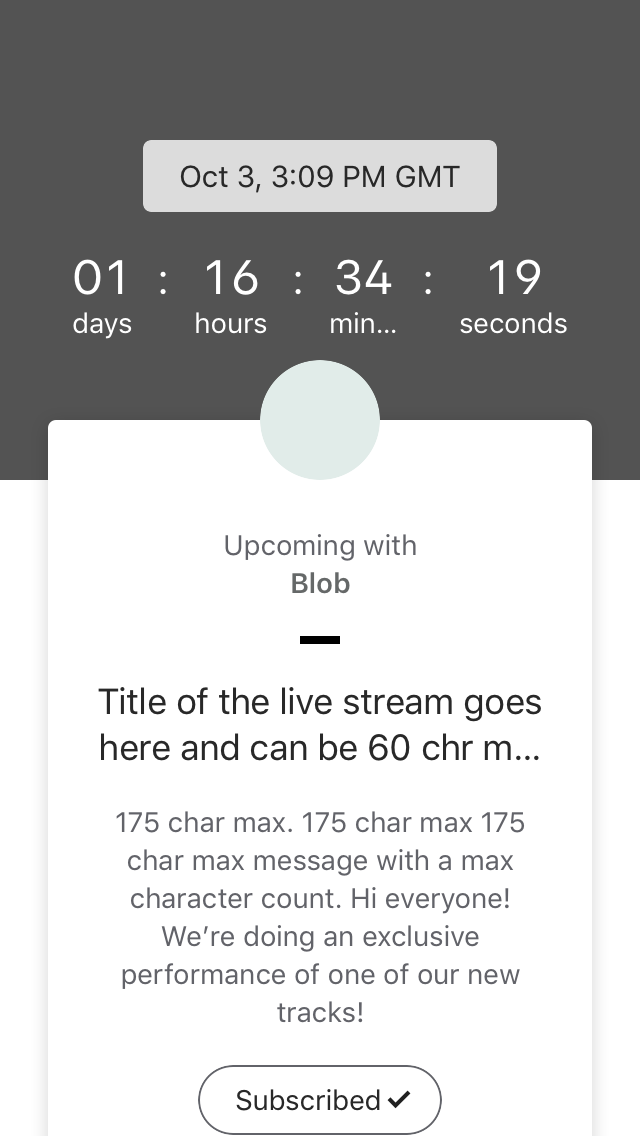 Oct 3, 3:09 PM GMT
01 : 16 : 34 : 19
days hours min... seconds
Upcoming with
Blob
Title of the live stream goes
here and can be 60 chr m...
175 char max. 175 char max 175
char max message with a max
character count. Hi everyone!
We’re doing an exclusive
performance of one of our new
tracks!
Subscribed ✔